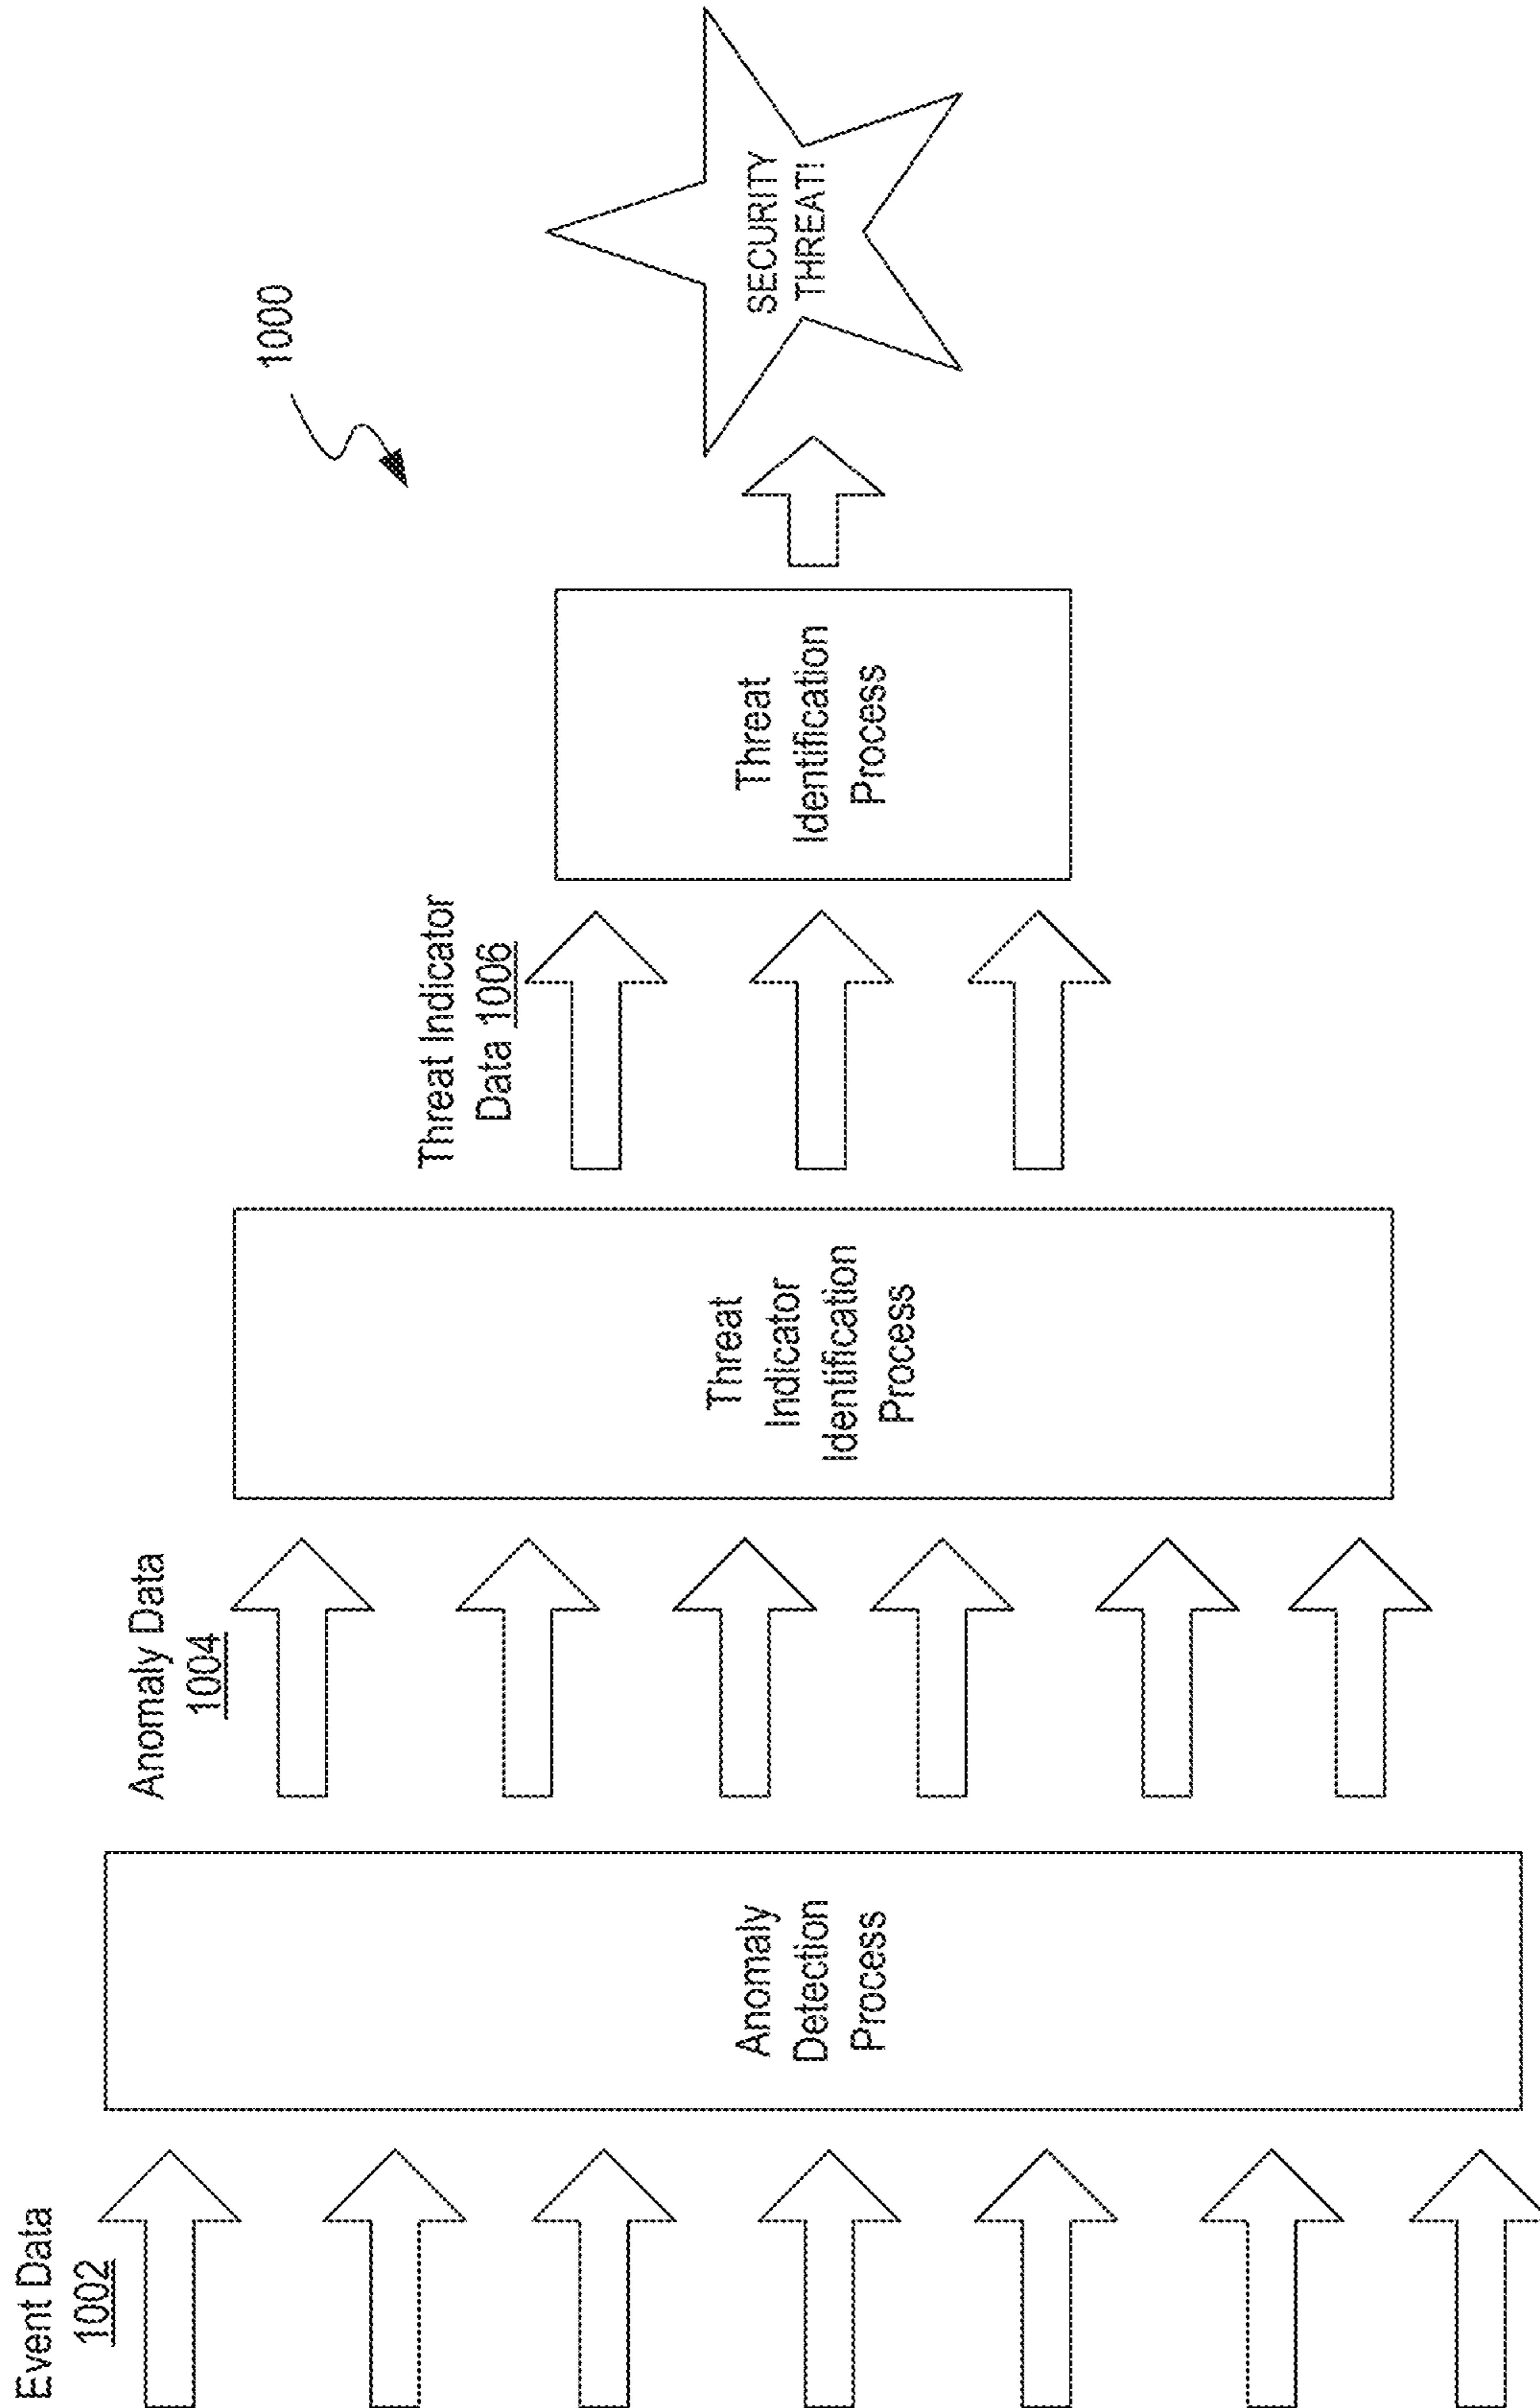 1000
Event Data
1002
Anomaly
Detection
Process
Anomaly Data
1004
Threat
Indicator
Identification
Process
Threat Indicator
Data 1006
Threat
Identification
Process
SECURITY
THREAT!